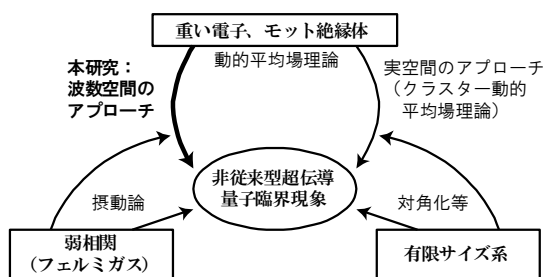 重い電子、モット絶縁体
動的平均場理論
本研究：
波数空間の
アプローチ
実空間のアプローチ
（クラスター動的
平均場理論）
非従来型超伝導
量子臨界現象
摂動論
対角化等
弱相関
（フェルミガス）
有限サイズ系